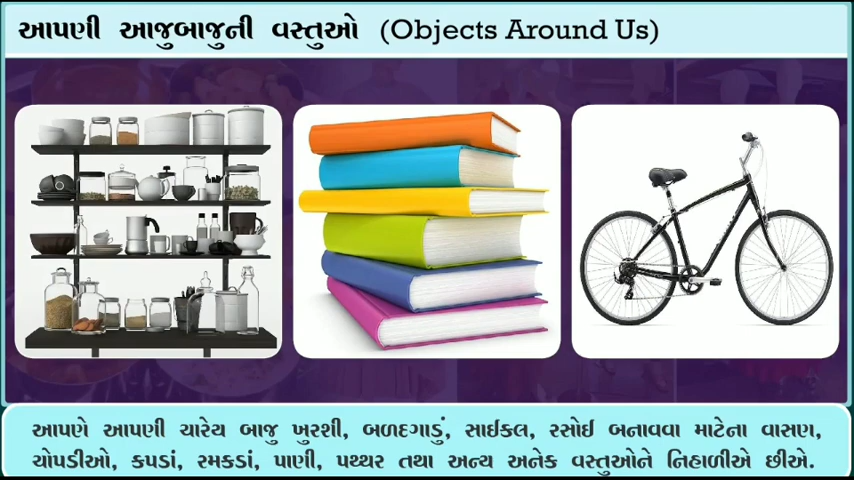 આપણી આજુબાજુની વસ્તુઓ (Objects Around Us)
આપણે આપણી ચારેય બાજુ ખુરશી, બળદગાડું, સાઈકલ, રસોઈ બનાવવા માટેના વાસણ,
ચોપડીઓ, કપડાં, રમકડાં, પાણી, પથ્થર તથા અન્ય અનેક વસ્તુઓને નિહાળીએ છીએ.